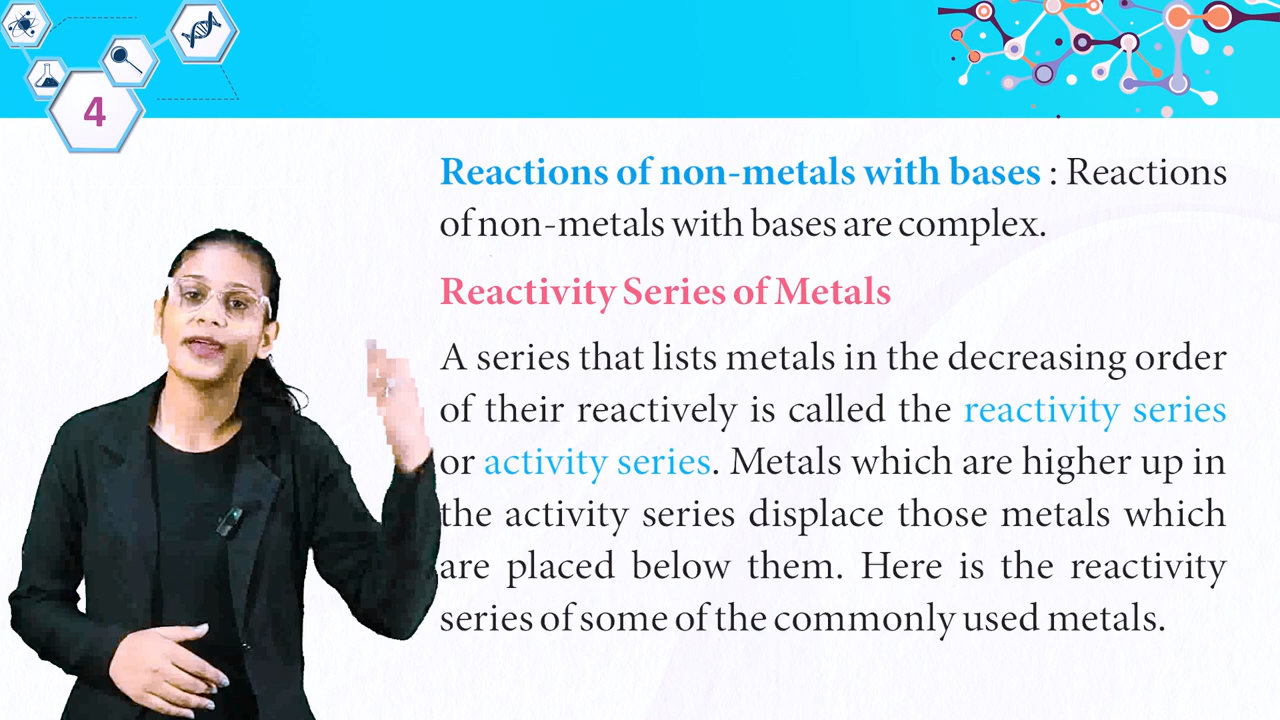 4
Reactions of non-metals with bases : Reactions
of non-metals with bases are complex.
Reactivity Series of Metals
A series that lists metals in the decreasing order
of their reactively is called the reactivity series
or activity series. Metals which are higher up in
the activity series displace those metals which
are placed below them. Here is the reactivity
series of some of the commonly used metals.